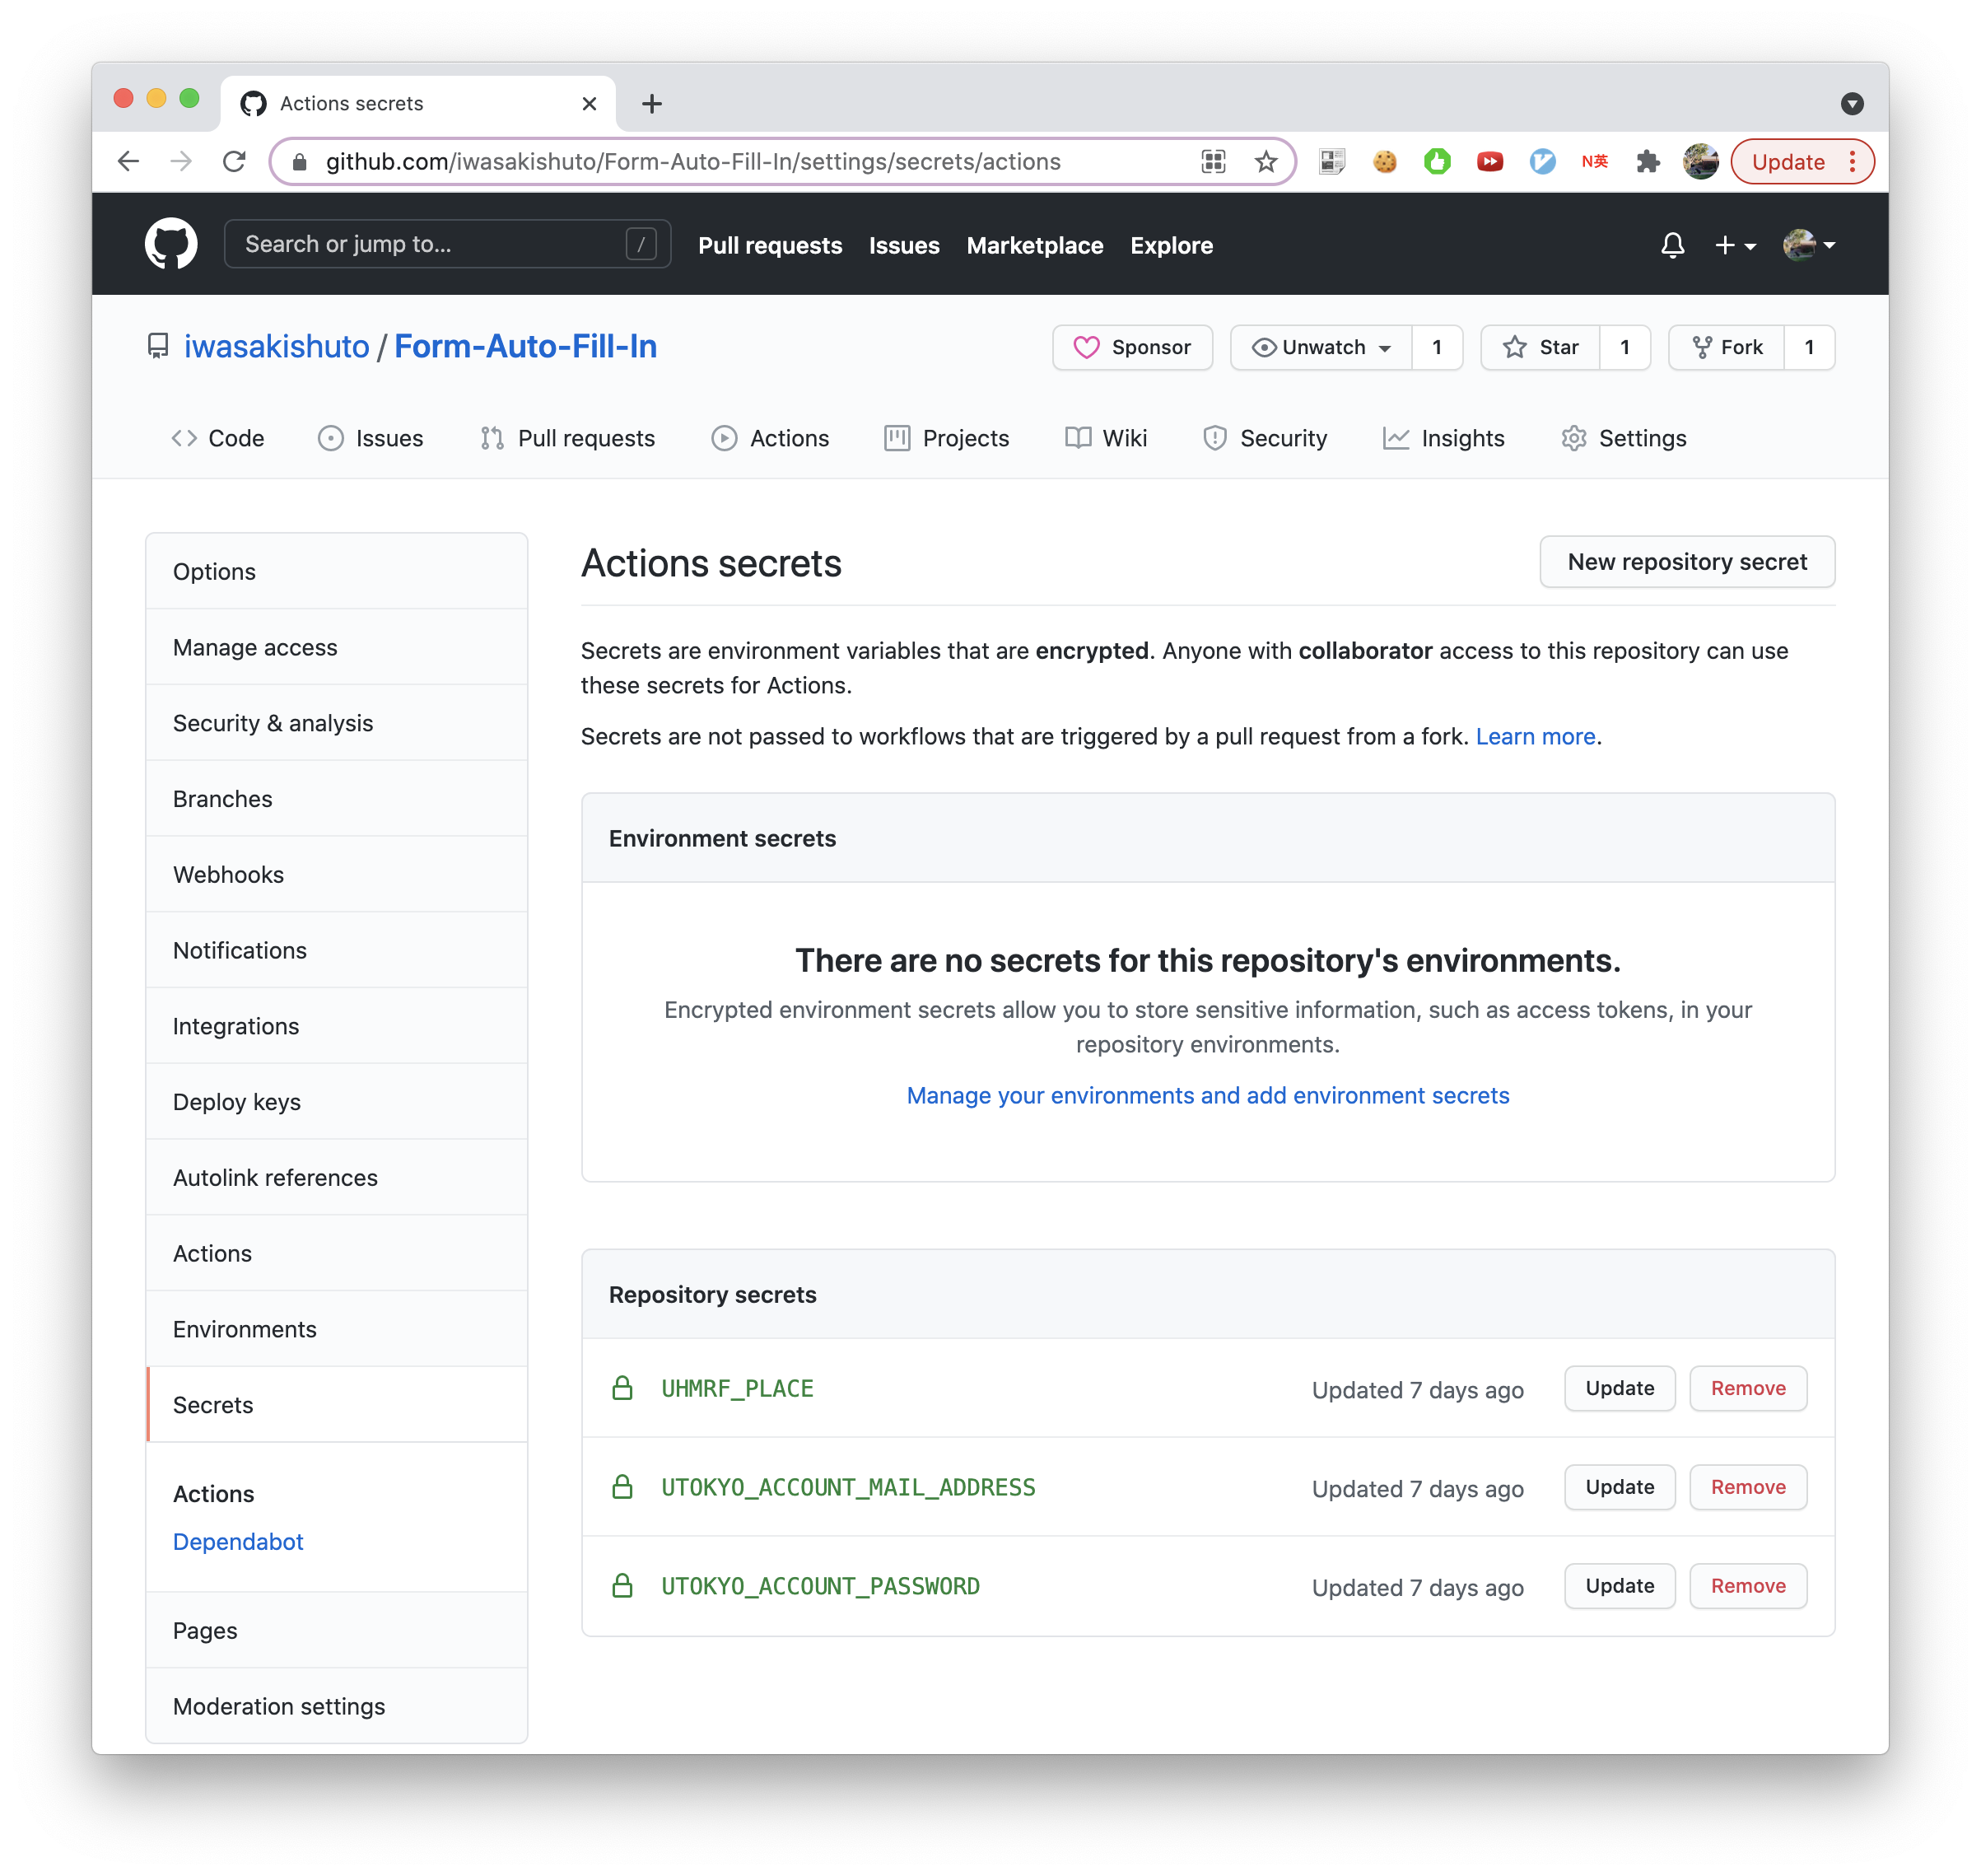 Actions secrets
github.com/iwasakishuto/Form-Auto-Fill-In/settings/secrets/actions
N英
Update
Search or jump to...
/
Pull requests
Issues
Marketplace
Explore
iwasakishuto / Form-Auto-Fill-In
Sponsor
Unwatch
1
Star
1
Fork
1
Code
Issues
Pull requests
Actions
Projects
Wiki
Security
Insights
Settings
Options
Manage access
Security & analysis
Branches
Webhooks
Notifications
Integrations
Deploy keys
Autolink references
Actions
Environments
Secrets
Actions
Dependabot
Pages
Moderation settings
Actions secrets
New repository secret
Secrets are environment variables that are encrypted. Anyone with collaborator access to this repository can use
these secrets for Actions.
Secrets are not passed to workflows that are triggered by a pull request from a fork. Learn more.
Environment secrets
There are no secrets for this repository's environments.
Encrypted environment secrets allow you to store sensitive information, such as access tokens, in your
repository environments.
Manage your environments and add environment secrets
Repository secrets
UHMRF_PLACE
Updated 7 days ago
Update
Remove
UTOKYO_ACCOUNT_MAIL_ADDRESS
Updated 7 days ago
Update
Remove
UTOKYO_ACCOUNT_PASSWORD
Updated 7 days ago
Update
Remove